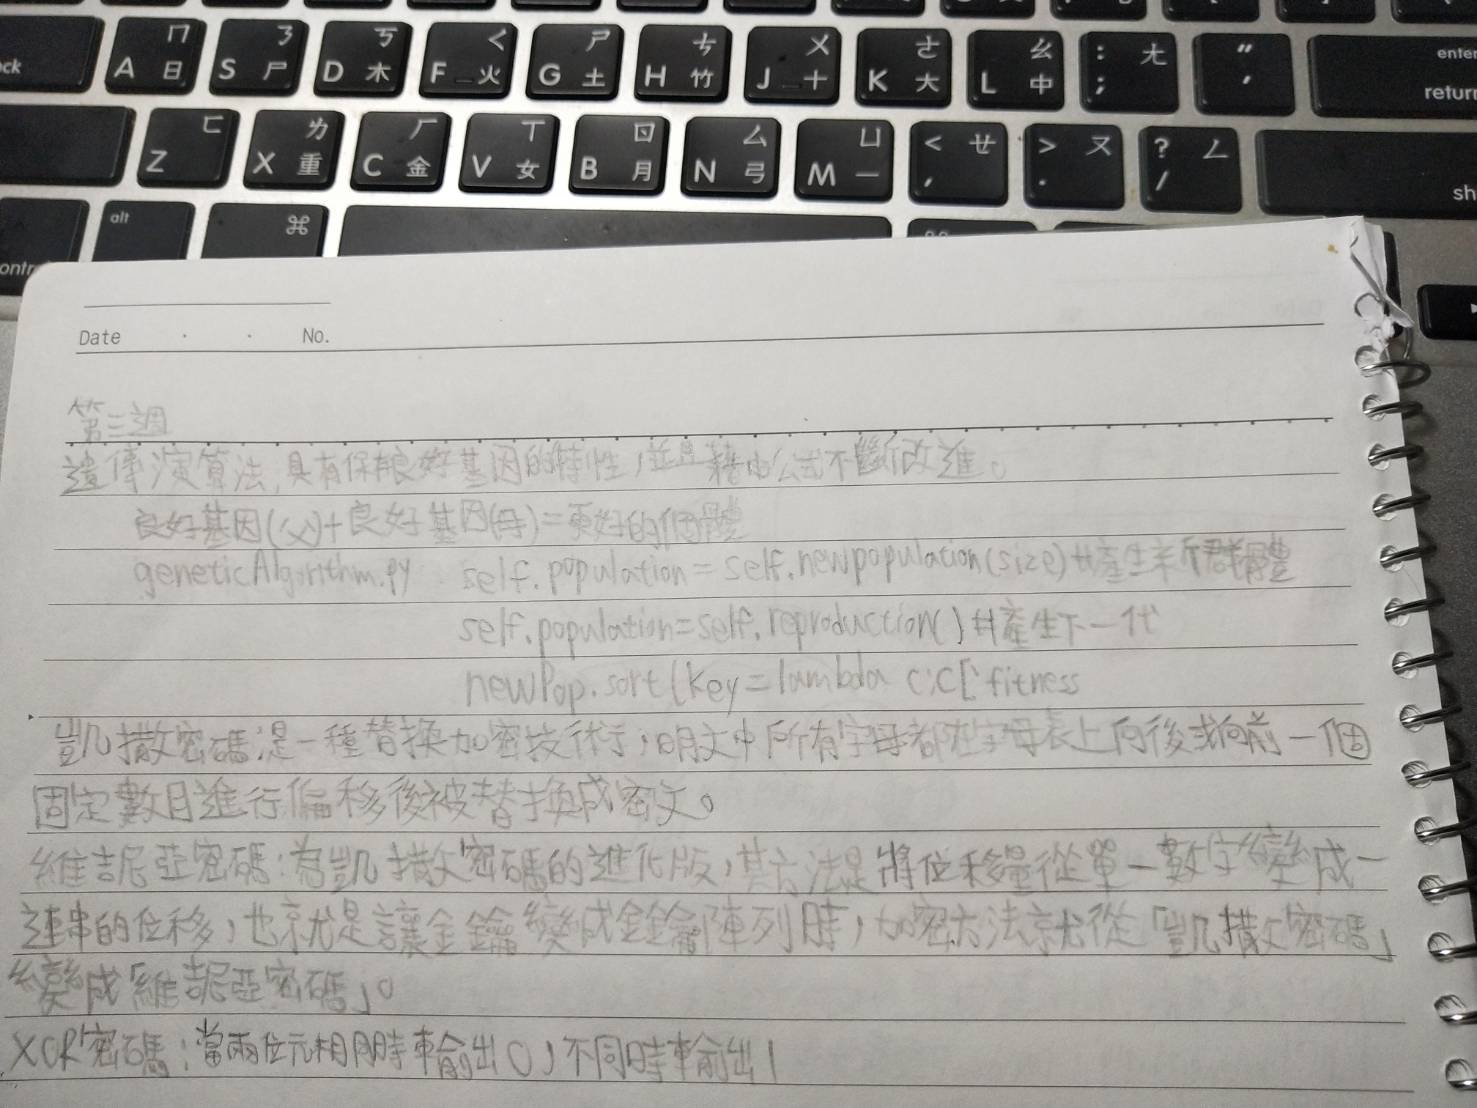 ck A 日 ㄇ S 尸 ㄋ D 木 ㄎ F 火 ㄑ G 土 ㄕ H 竹 ㄘ J 十 ㄨ K 大 ㄜ L 中 ㄠ : ; ㄤ " ' enter return
Z ㄈ X 重 ㄌ C 金 ㄏ V 女 ㄒ B 月 ㄖ N 弓 ㄙ M 一 ㄩ < , ㄝ > . ㄡ ? / ㄥ sh
contr alt ⌘
Date . . No.
第三週
遺傳演算法,具有保有良好基因的特性,並且藉由公式不斷改進。
良好基因(父)+良好基因(母)=更好的個體
geneticAlgorithm.py self.population=self.newpopulation(size)#產生新群體
self.population=self.reproduction()#產生下一代
newPop.sort(key=lambda c:c['fitness
凱撒密碼:是一種替換加密技術,明文中所有字母都在字母表上向後或向前一個
固定數目進行偏移後被替換成密文。
維吉尼亞密碼:為凱撒密碼的進化版,其方法是將位移量從單一數字變成一
連串的位移,也就是讓金鑰變成金鑰陣列時,加密方法就從「凱撒密碼」
變成「維吉尼亞密碼」。
XOR密碼:當兩位元相同時輸出0,不同時輸出1